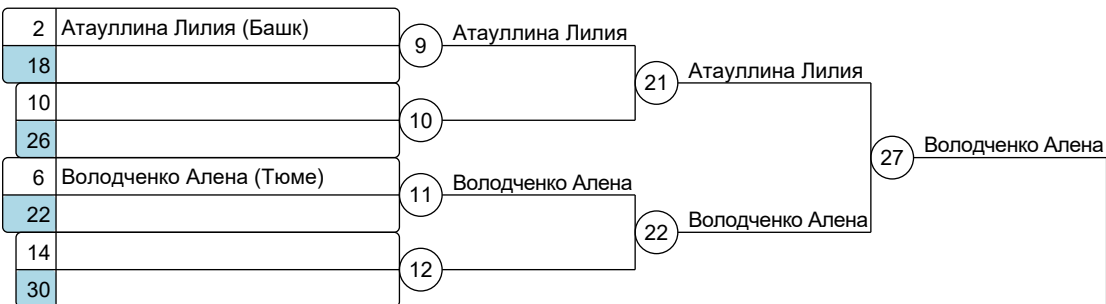 2 Атауллина Лилия (Башк)
9 Атауллина Лилия
18
21 Атауллина Лилия
10
10
26
27 Володченко Алена
6 Володченко Алена (Тюме)
11 Володченко Алена
22
22 Володченко Алена
14
12
30